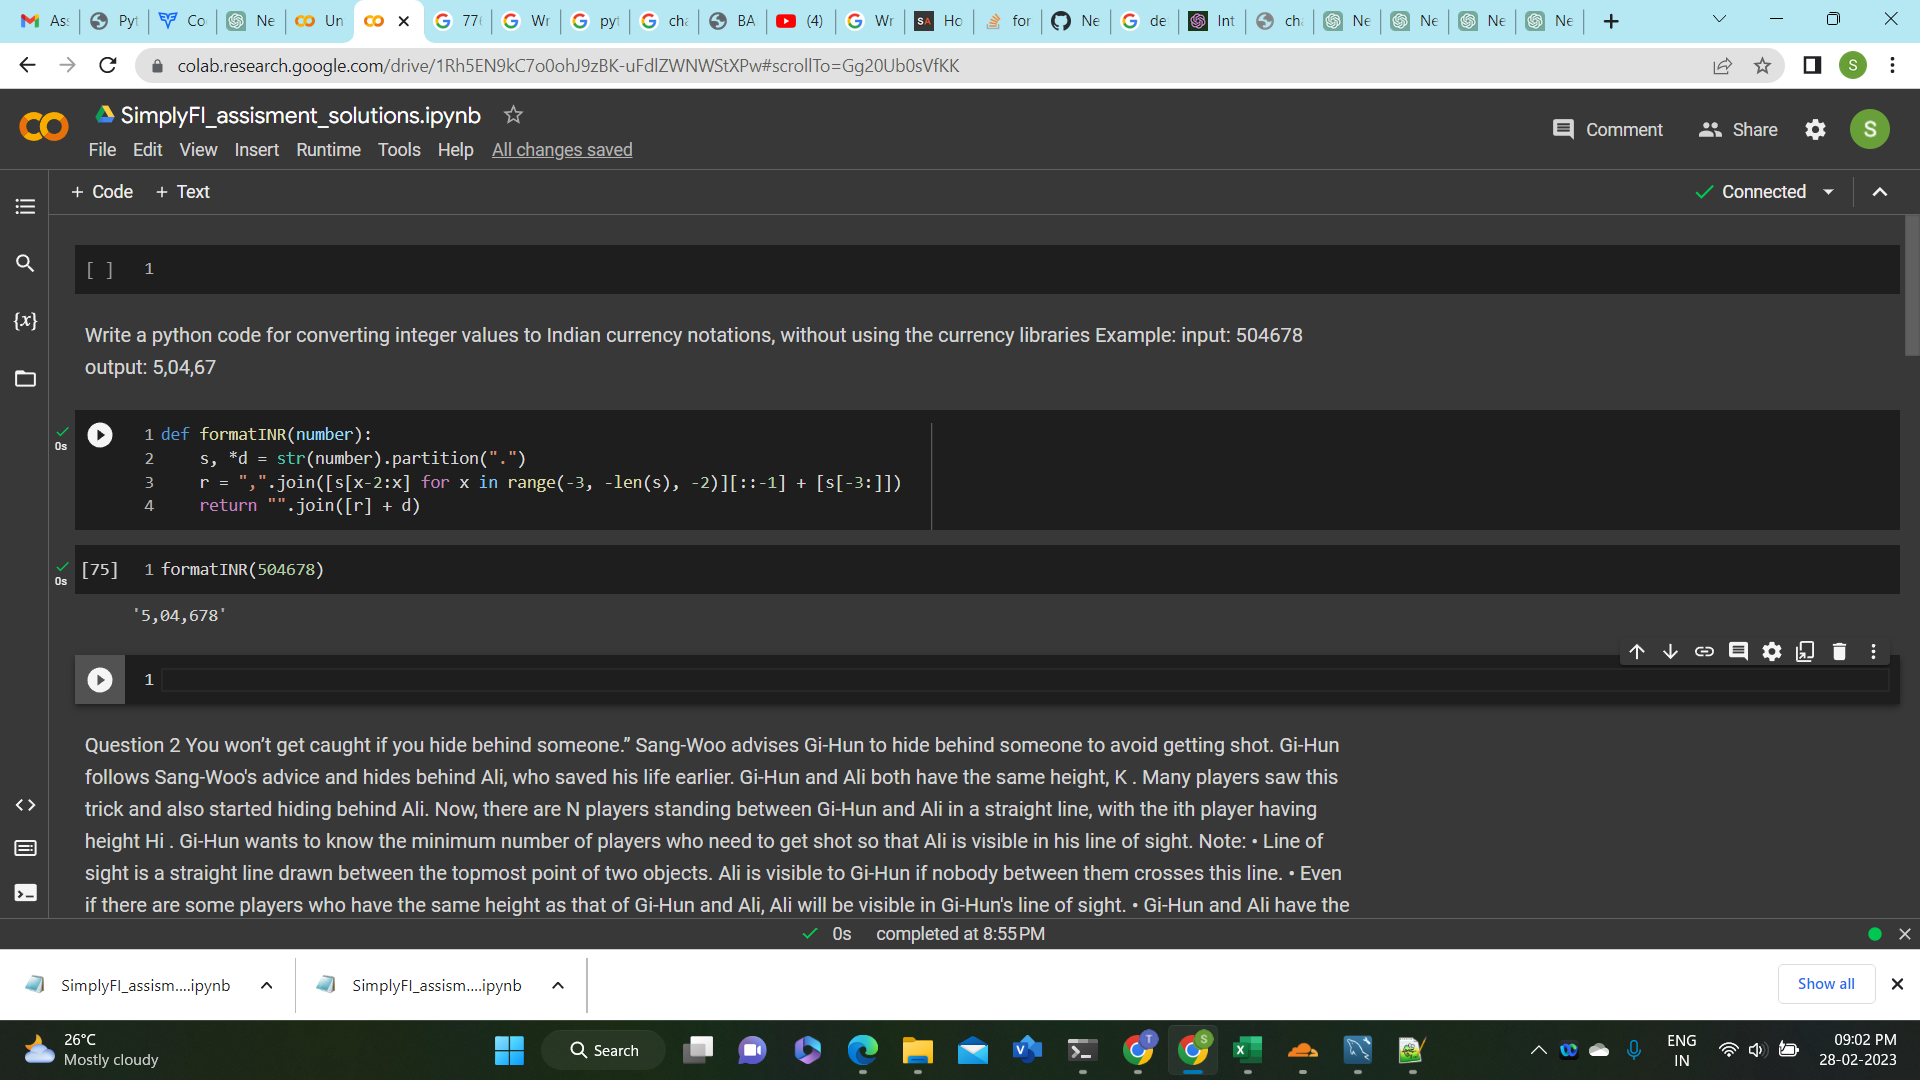 Ass
Pyt
Co
Ne
Un
77
Wr
pyt
cha
BA
(4)
Wr
Ho
for
Ne
de
Int
ch
Ne
Ne
Ne
Ne
colab.research.google.com/drive/1Rh5EN9kC7o0ohJ9zBK-uFdlZWNWStXPw#scrollTo=Gg20Ub0sVfKK
S
SimplyFI_assisment_solutions.ipynb
Comment
Share
S
File Edit View Insert Runtime Tools Help All changes saved
+ Code + Text
Connected
{x}
[ ] 1
Write a python code for converting integer values to Indian currency notations, without using the currency libraries Example: input: 504678
output: 5,04,67
0s
1 def formatINR(number):
2     s, *d = str(number).partition(".")
3     r = ",".join([s[x-2:x] for x in range(-3, -len(s), -2)][::-1] + [s[-3:]])
4     return "".join([r] + d)
0s
[75] 1 formatINR(504678)
'5,04,678'
1
Question 2 You won’t get caught if you hide behind someone.” Sang-Woo advises Gi-Hun to hide behind someone to avoid getting shot. Gi-Hun
follows Sang-Woo's advice and hides behind Ali, who saved his life earlier. Gi-Hun and Ali both have the same height, K . Many players saw this
trick and also started hiding behind Ali. Now, there are N players standing between Gi-Hun and Ali in a straight line, with the ith player having
height Hi . Gi-Hun wants to know the minimum number of players who need to get shot so that Ali is visible in his line of sight. Note: • Line of
sight is a straight line drawn between the topmost point of two objects. Ali is visible to Gi-Hun if nobody between them crosses this line. • Even
if there are some players who have the same height as that of Gi-Hun and Ali, Ali will be visible in Gi-Hun's line of sight. • Gi-Hun and Ali have the
0s completed at 8:55 PM
SimplyFI_assism....ipynb
SimplyFI_assism....ipynb
Show all
26°C
Mostly cloudy
Search
ENG
IN
09:02 PM
28-02-2023